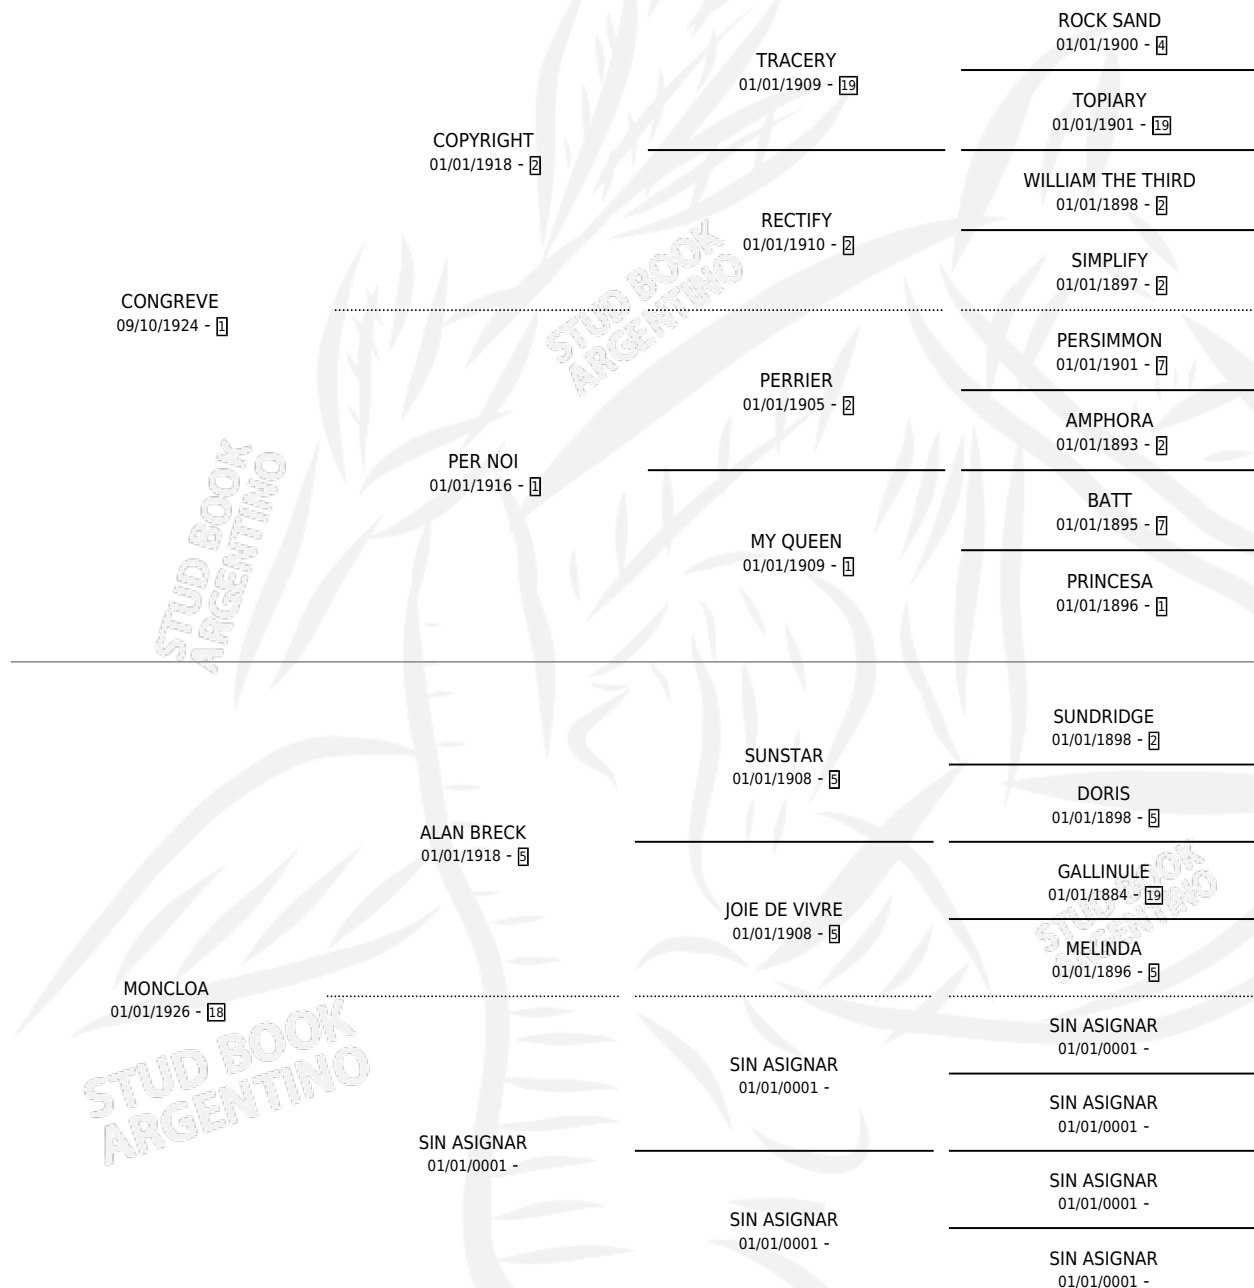 ROCK SAND
01/01/1900 - 4
TRACERY
01/01/1909 - 19
TOPIARY
01/01/1901 - 19
COPYRIGHT
01/01/1918 - 2
WILLIAM THE THIRD
01/01/1898 - 2
RECTIFY
01/01/1910 - 2
SIMPLIFY
01/01/1897 - 2
CONGREVE
09/10/1924 - 1
PERSIMMON
01/01/1901 - 7
PERRIER
01/01/1905 - 2
AMPHORA
01/01/1893 - 2
PER NOI
01/01/1916 - 1
BATT
01/01/1895 - 7
MY QUEEN
01/01/1909 - 1
PRINCESA
01/01/1896 - 1
STUD BOOK
ARGENTINO
STUD BOOK
ARGENTINO
SUNDRIDGE
01/01/1898 - 2
SUNSTAR
01/01/1908 - 5
DORIS
01/01/1898 - 5
ALAN BRECK
01/01/1918 - 5
GALLINULE
01/01/1884 - 19
JOIE DE VIVRE
01/01/1908 - 5
MELINDA
01/01/1896 - 5
MONCLOA
01/01/1926 - 18
SIN ASIGNAR
01/01/0001 -
SIN ASIGNAR
01/01/0001 -
SIN ASIGNAR
01/01/0001 -
SIN ASIGNAR
01/01/0001 -
SIN ASIGNAR
01/01/0001 -
SIN ASIGNAR
01/01/0001 -
SIN ASIGNAR
01/01/0001 -
STUD BOOK
ARGENTINO
STUD BOOK
ARGENTINO